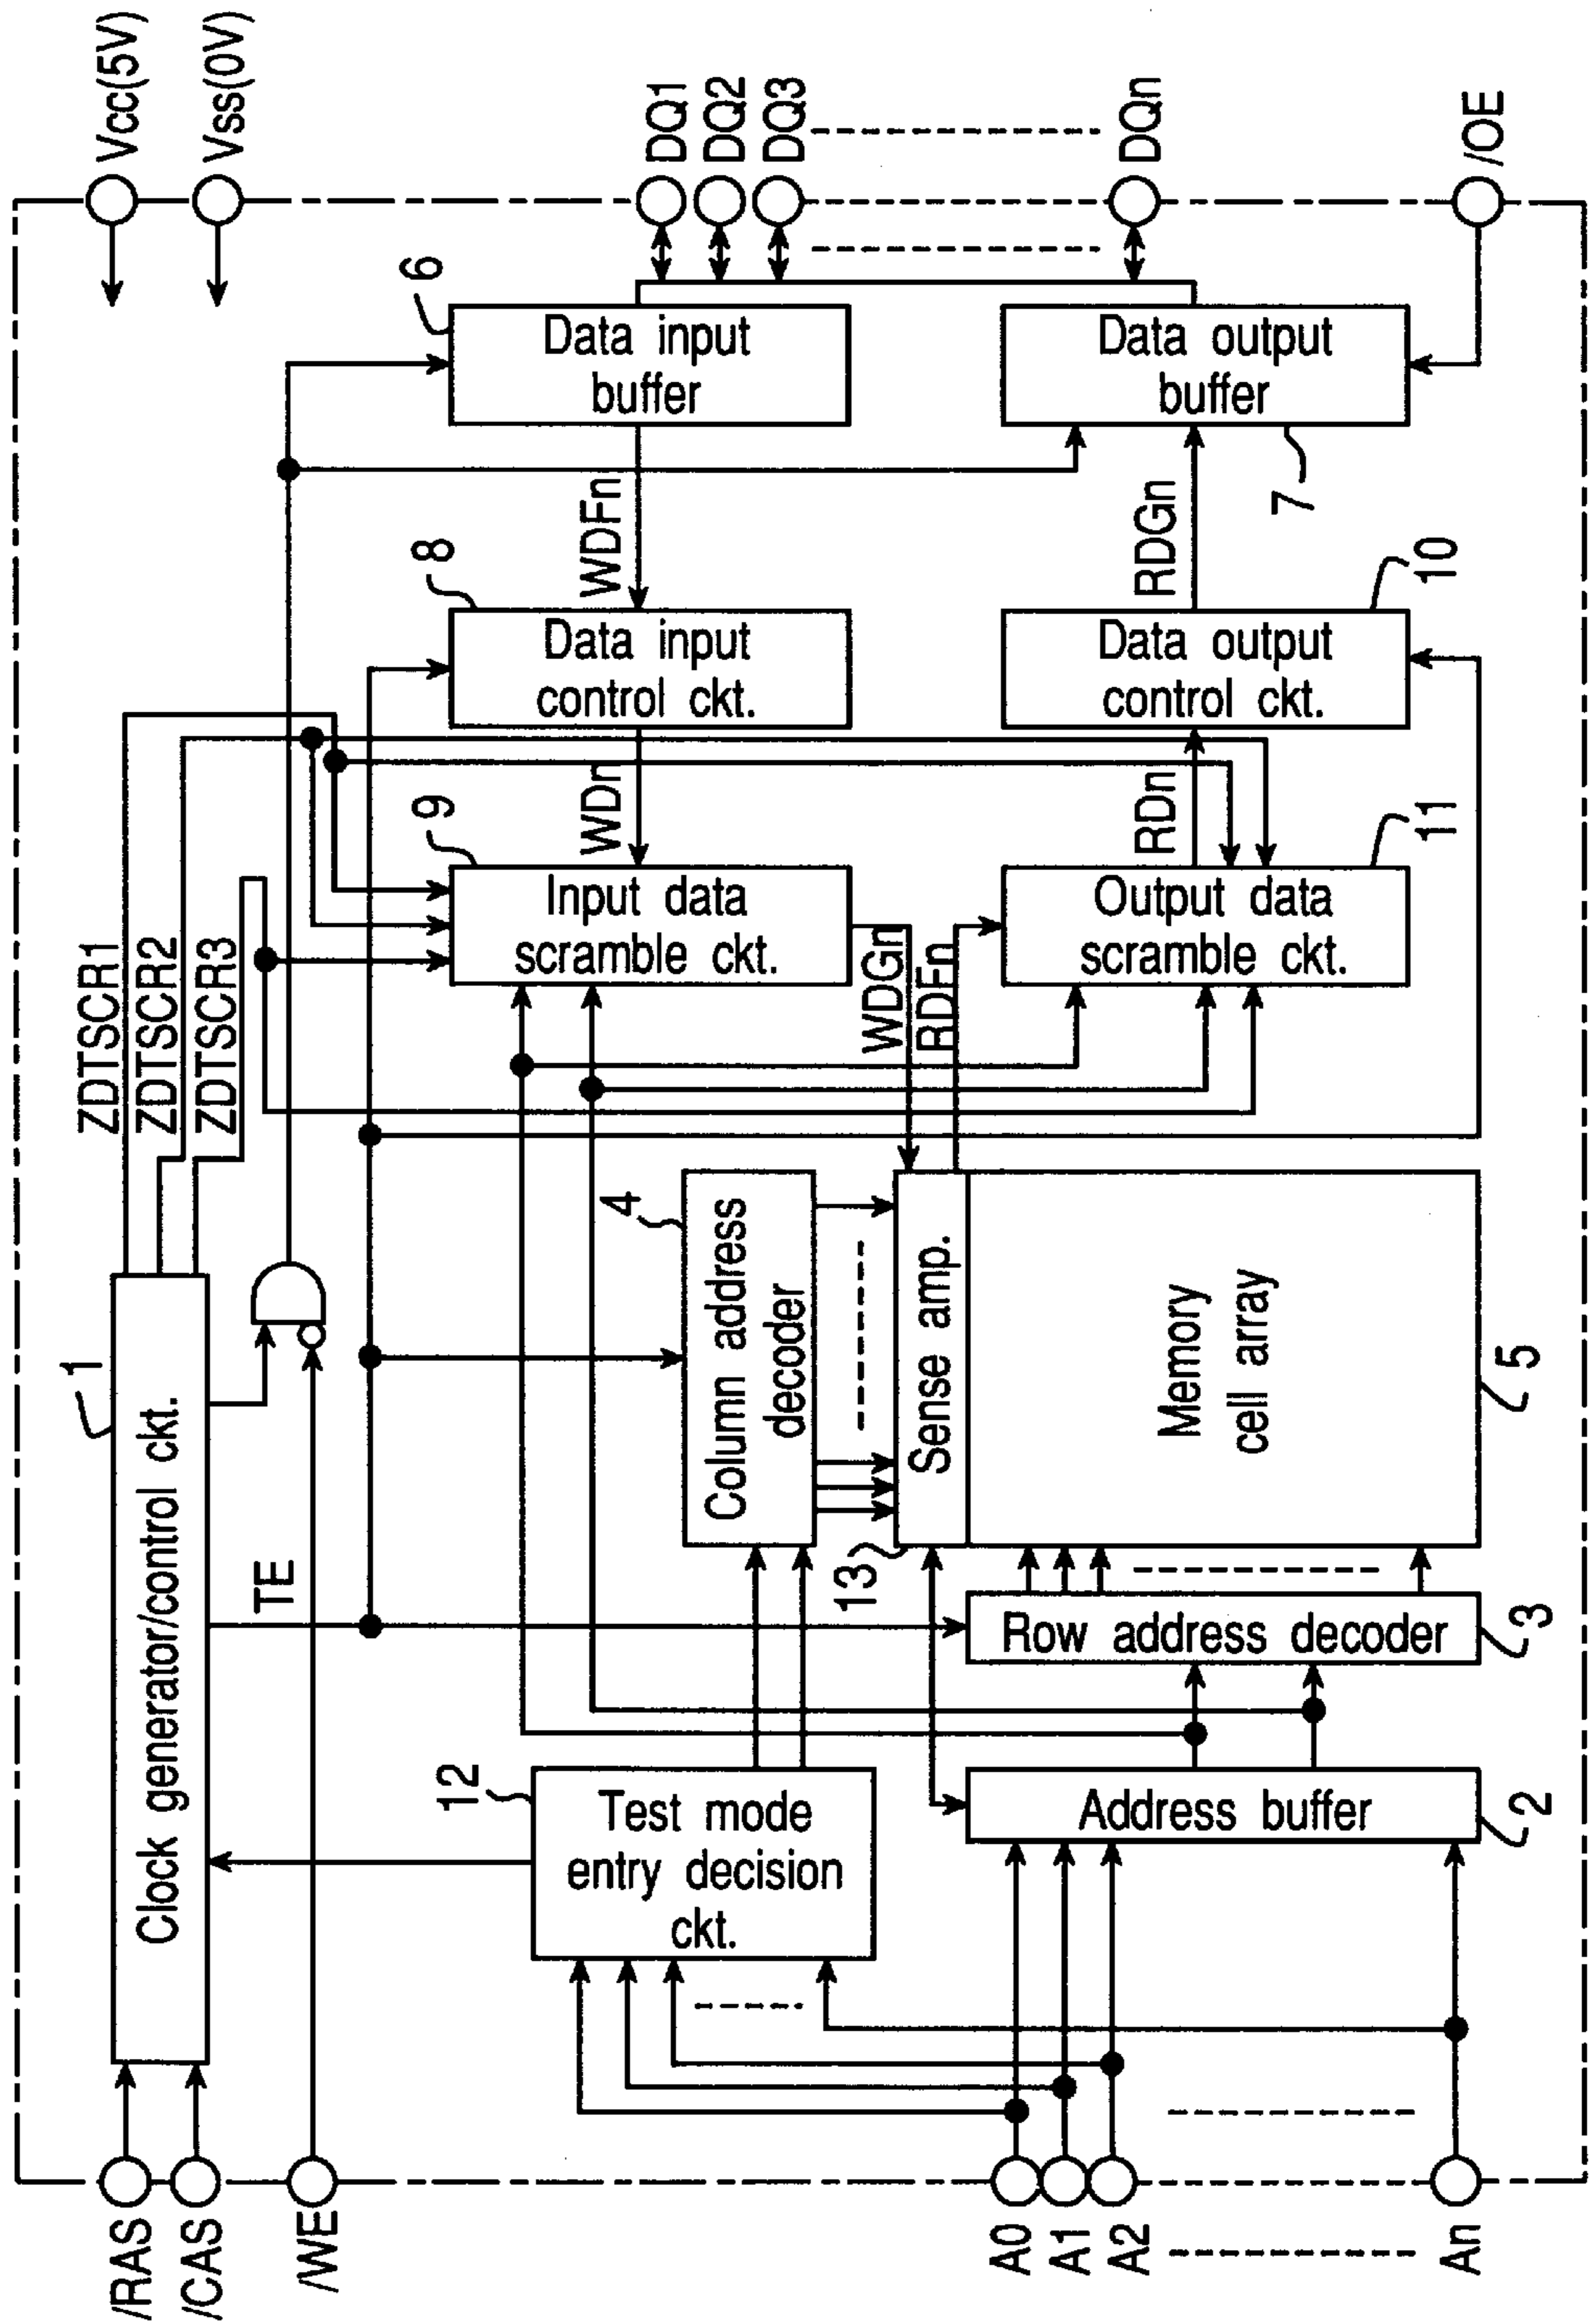 /RAS
/CAS
/WE
A0
A1
A2
An
1
Clock generator/control ckt.
TE
ZDTSCR1
ZDTSCR2
ZDTSCR3
Vcc(5V)
Vss(0V)
12
Test mode
entry decision
ckt.
Address buffer
2
Row address decoder
3
4
Column address
decoder
13
Sense amp.
Memory
cell array
5
9
Input data
scramble ckt.
WDGn
RDFn
Output data
scramble ckt.
11
WDn
RDn
8
Data input
control ckt.
Data output
control ckt.
10
WDFn
RDGn
6
Data input
buffer
Data output
buffer
7
DQ1
DQ2
DQ3
DQn
/OE